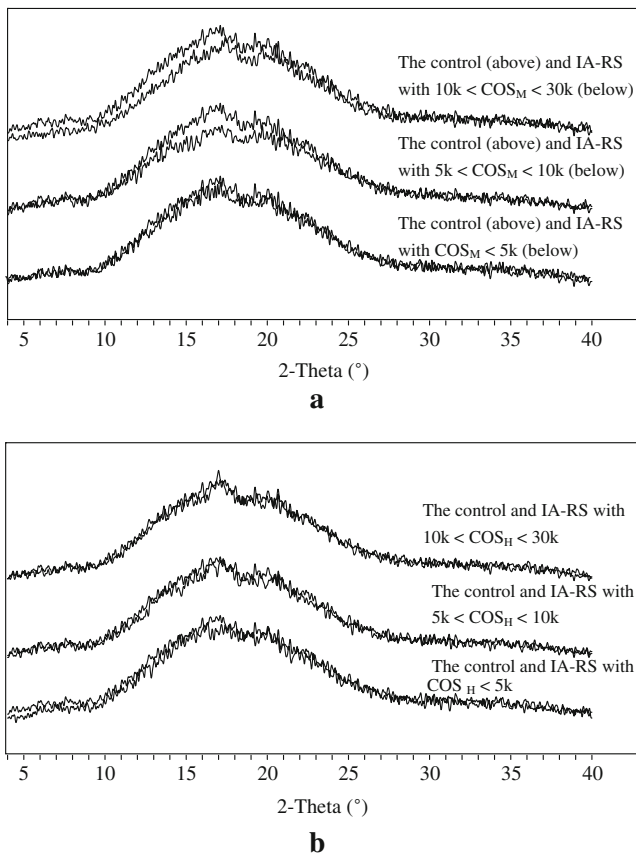 The control (above) and IA-RS
with 10k < COS_M < 30k (below)
The control (above) and IA-RS
with 5k < COS_M < 10k (below)
The control (above) and IA-RS
with COS_M < 5k (below)
5 10 15 20 25 30 35 40
2-Theta (°)
a
The control and IA-RS with
10k < COS_H < 30k
The control and IA-RS with
5k < COS_H < 10k
The control and IA-RS with
COS_H < 5k
5 10 15 20 25 30 35 40
2-Theta (°)
b